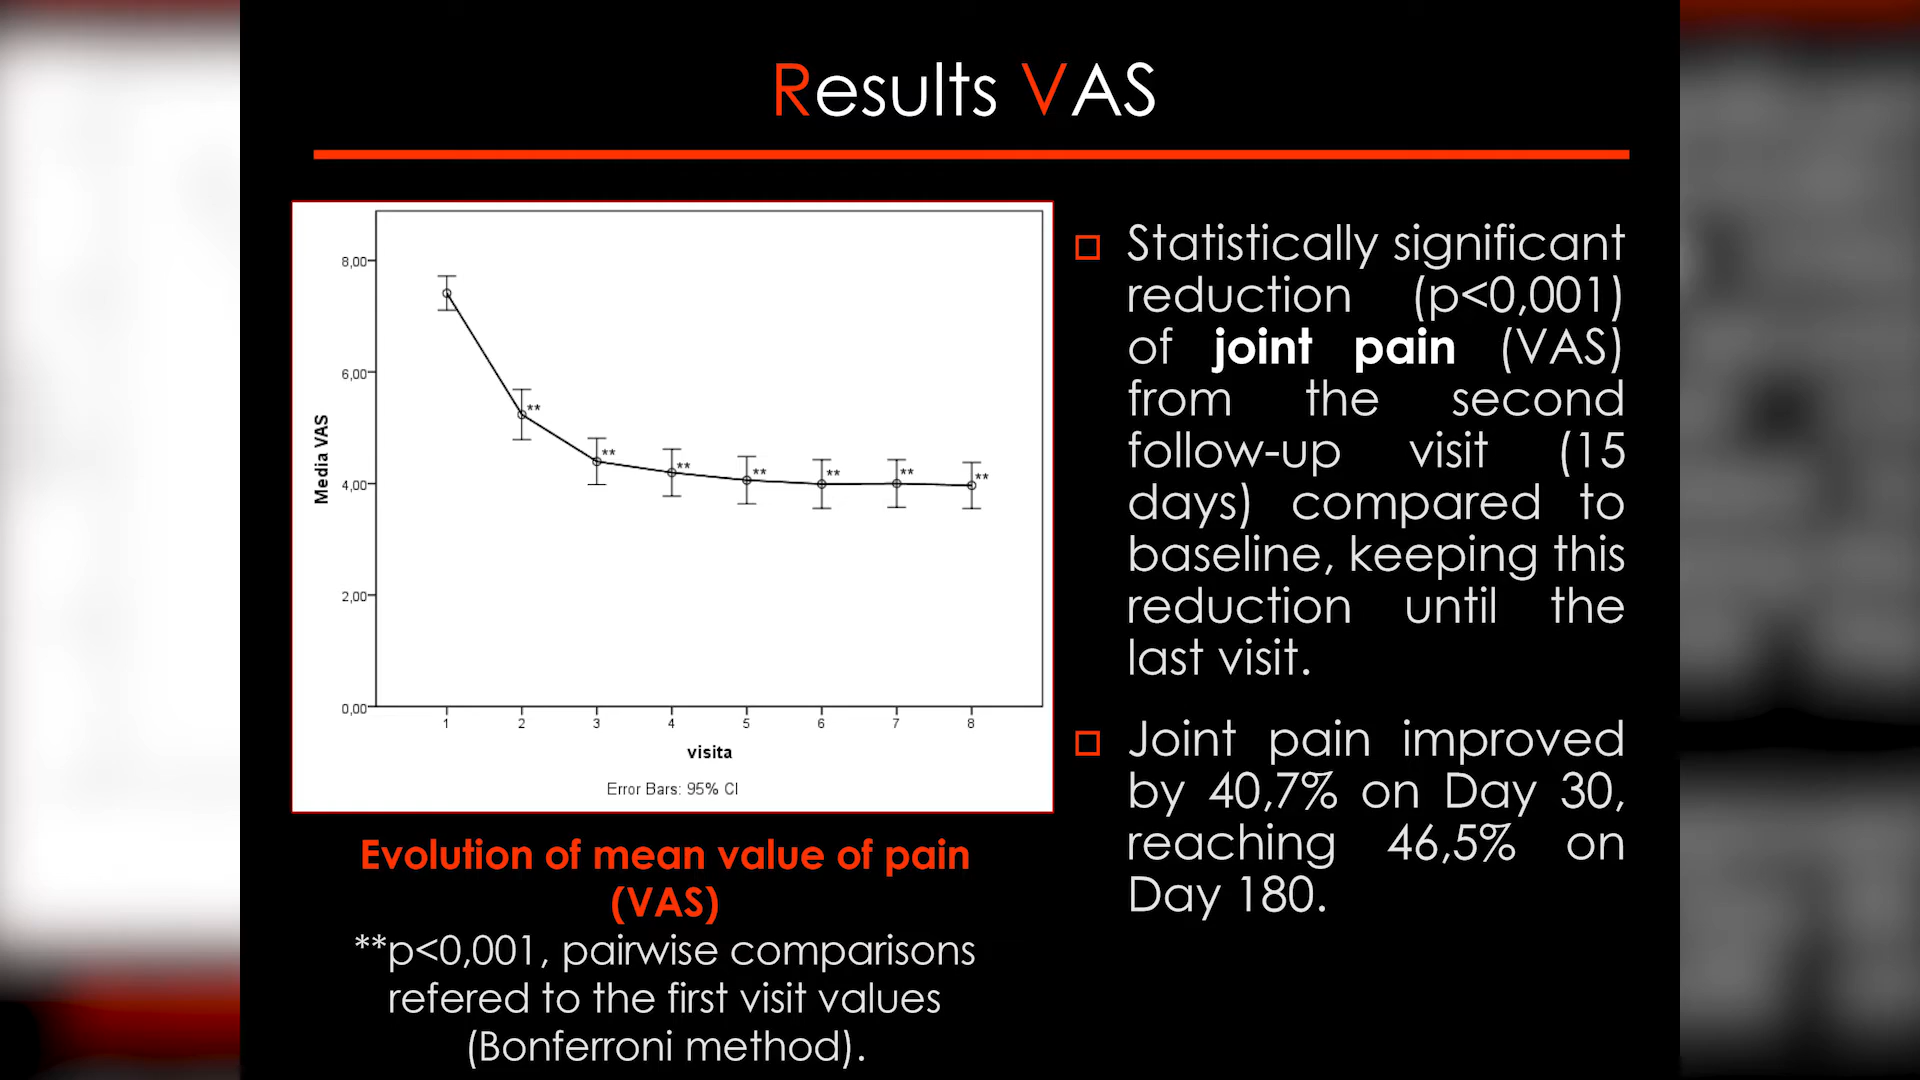 Results VAS
8,00
6,00
4,00
2,00
0,00
Media VAS
**
**
**
**
**
**
**
1 2 3 4 5 6 7 8
visita
Error Bars: 95% CI
Evolution of mean value of pain
(VAS)
**p<0,001, pairwise comparisons
refered to the first visit values
(Bonferroni method).
Statistically significant
reduction (p<0,001)
of joint pain (VAS)
from the second
follow-up visit (15
days) compared to
baseline, keeping this
reduction until the
last visit.
Joint pain improved
by 40,7% on Day 30,
reaching 46,5% on
Day 180.